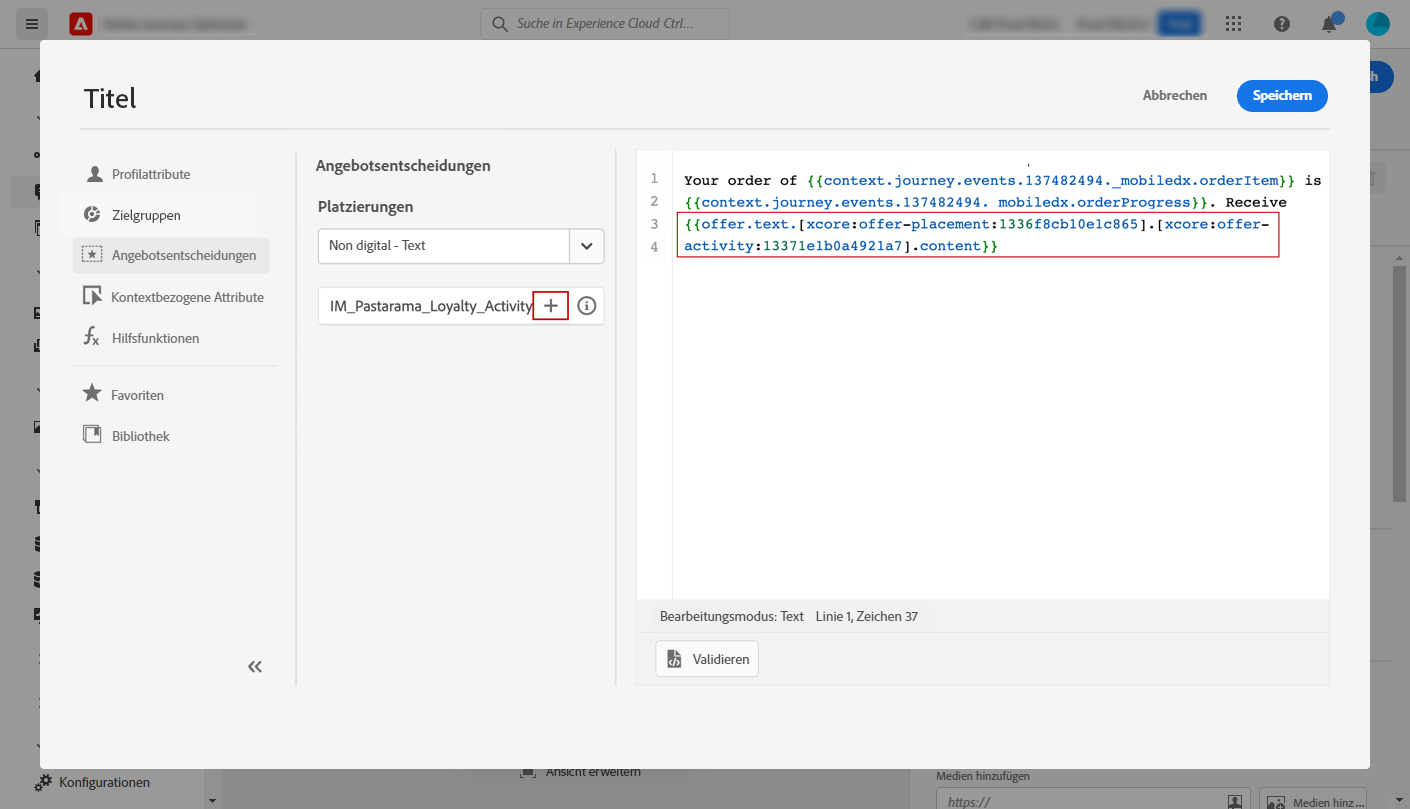 Suche in Experience Cloud Ctrl...
Titel
Abbrechen
Speichern
h
Profilattribute
Zielgruppen
Angebotsentscheidungen
Kontextbezogene Attribute
Hilfsfunktionen
Favoriten
Bibliothek
Angebotsentscheidungen
Platzierungen
Non digital - Text
IM_Pastarama_Loyalty_Activity
1 Your order of {{context.journey.events.137482494._mobiledx.orderItem}} is
2 {{context.journey.events.137482494. mobiledx.orderProgress}}. Receive
3 {{offer.text.[xcore:offer-placement:1336f8cb10e1c865].[xcore:offer-
4 activity:13371e1b0a4921a7].content}}
Bearbeitungsmodus: Text Linie 1, Zeichen 37
Validieren
Konfigurationen
Ansicht erweitern
Medien hinzufügen
https://
Medien hinz...